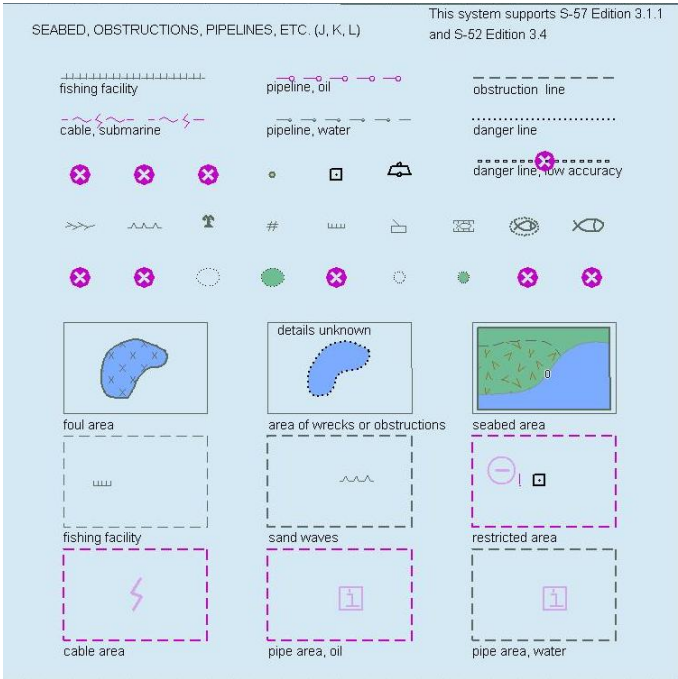 This system supports S-57 Edition 3.1.1
and S-52 Edition 3.4
SEABED, OBSTRUCTIONS, PIPELINES, ETC. (J, K, L)
fishing facility
pipeline, oil
obstruction line
cable, submarine
pipeline, water
danger line
danger line, low accuracy
#
details unknown
0
foul area
area of wrecks or obstructions
seabed area
fishing facility
sand waves
restricted area
i
i
cable area
pipe area, oil
pipe area, water